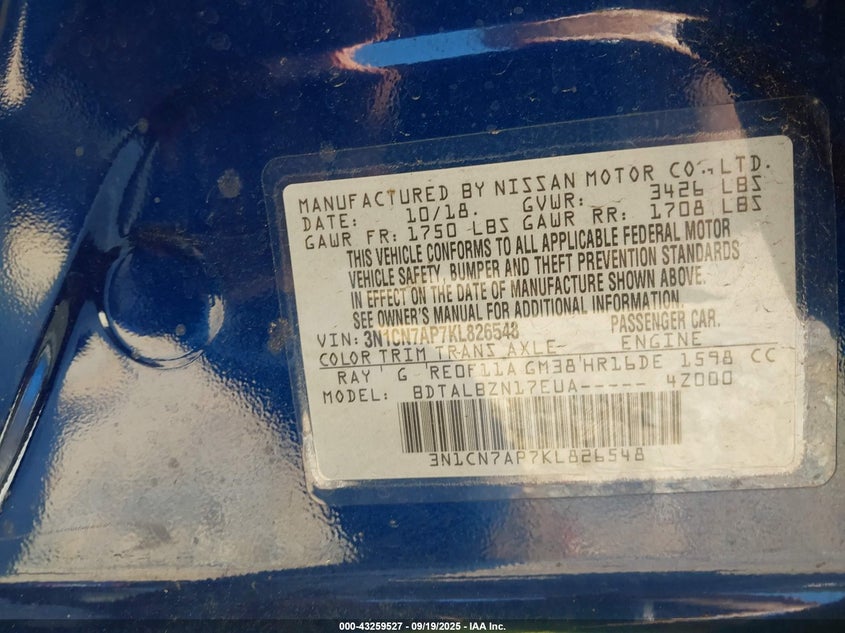 MANUFACTURED BY NISSAN MOTOR CO., LTD.
DATE: 10/18. GVWR: 3426 LBS
GAWR FR: 1750 LBS GAWR RR: 1708 LBS
THIS VEHICLE CONFORMS TO ALL APPLICABLE FEDERAL MOTOR
VEHICLE SAFETY, BUMPER AND THEFT PREVENTION STANDARDS
IN EFFECT ON THE DATE OF MANUFACTURE SHOWN ABOVE.
SEE OWNER'S MANUAL FOR ADDITIONAL INFORMATION.
VIN: 3N1CN7AP7KL826548 PASSENGER CAR.
COLOR TRIM TRANS AXLE ENGINE
RAY G RE0F11A GM38 HR16DE 1598 CC
MODEL: BDTALBZN17EUA----- 4Z000
3N1CN7AP7KL826548
000-43259527 - 09/19/2025 - IAA Inc.